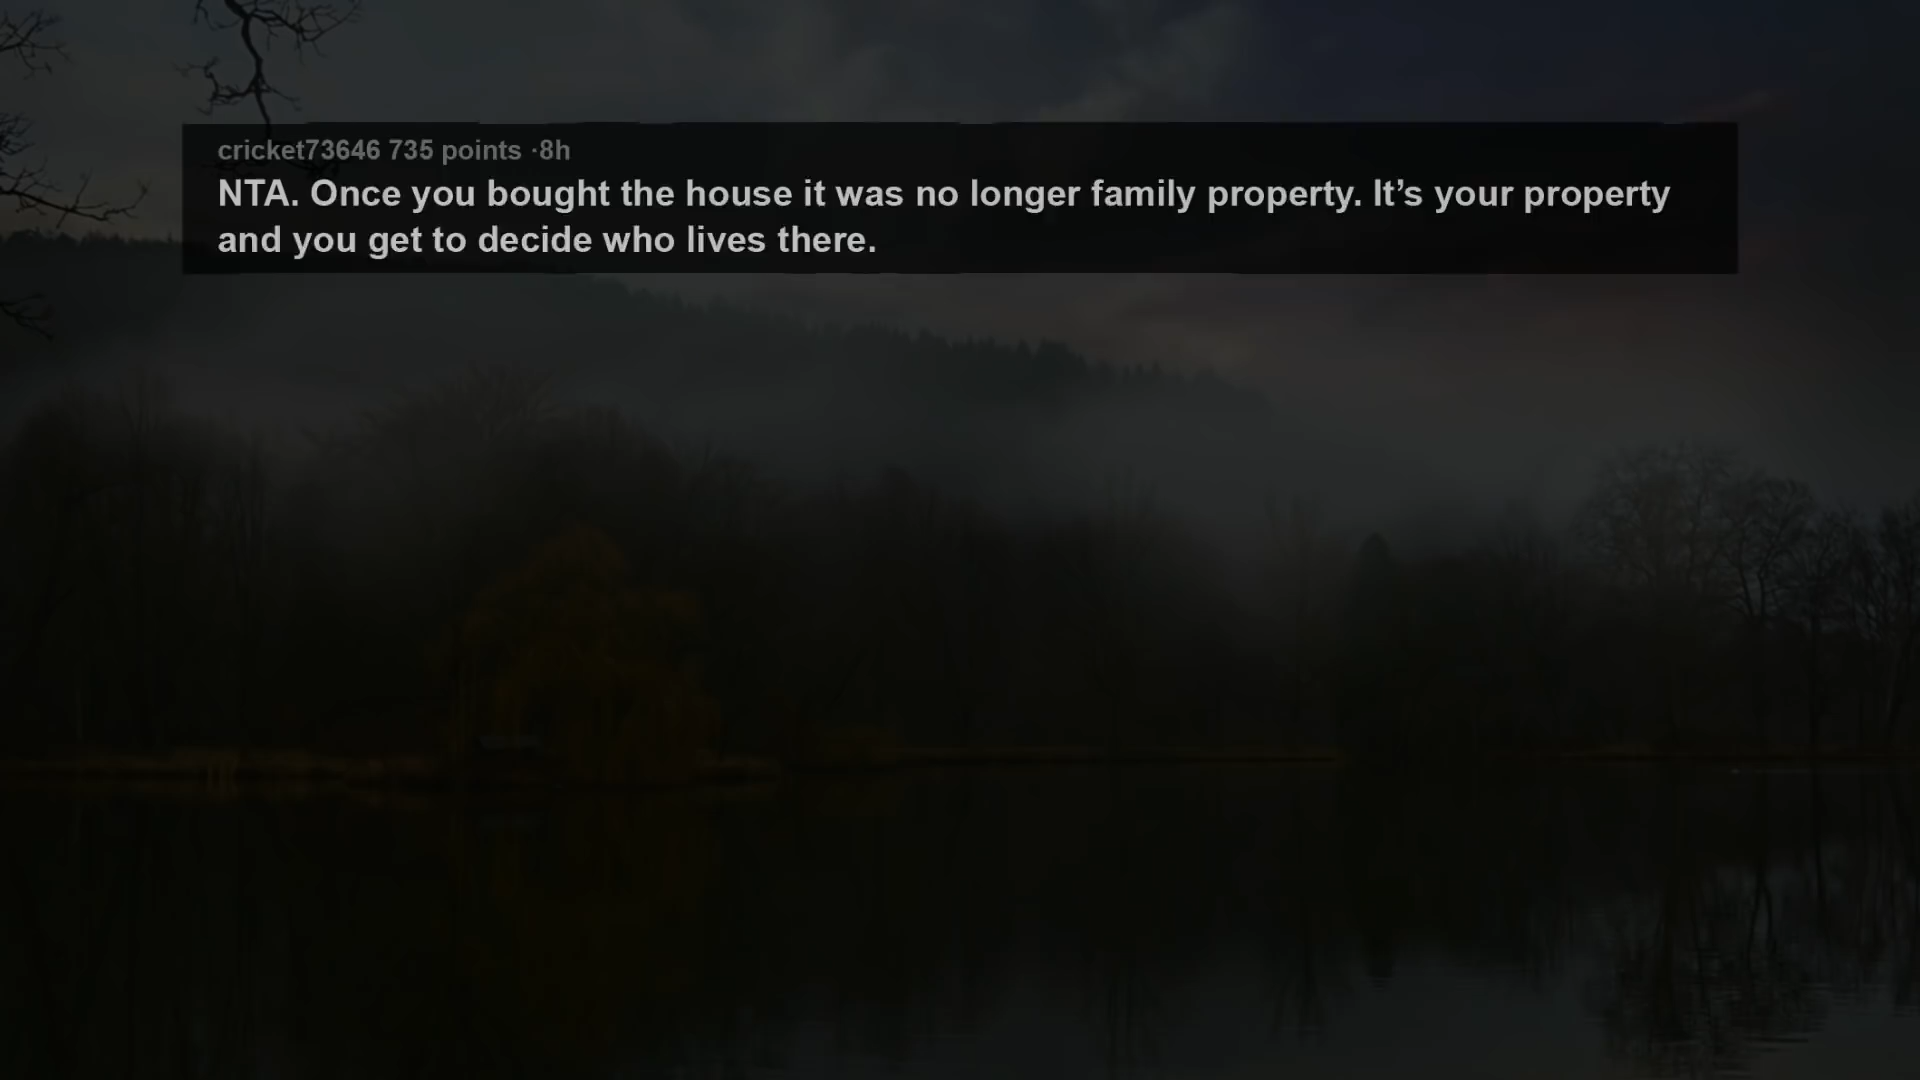 cricket73646 735 points ·8h
NTA. Once you bought the house it was no longer family property. It’s your property
and you get to decide who lives there.